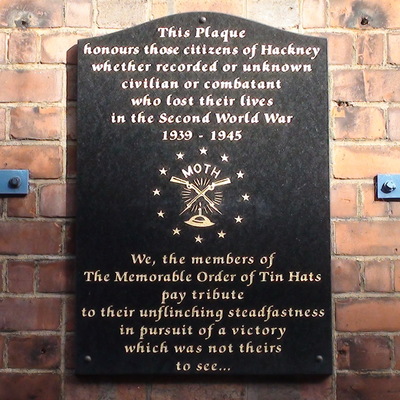 This Plaque
honours those citizens of Hackney
whether recorded or unknown
civilian or combatant
who lost their lives
in the Second World War
1939 - 1945
MOTH
We, the members of
The Memorable Order of Tin Hats
pay tribute
to their unflinching steadfastness
in pursuit of a victory
which was not theirs
to see...